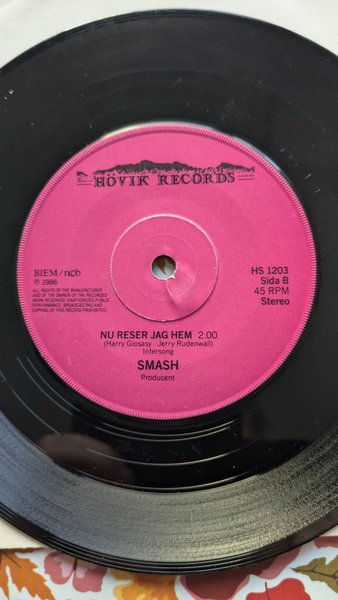 HÖVIK RECORDS
BIEM/ncb
℗ 1986
ALL RIGHTS OF THE MANUFACTURER
AND OF THE OWNER OF THE RECORDED
WORK RESERVED. UNAUTHORIZED PUBLIC
PERFORMANCE, BROADCASTING AND
COPYING OF THIS RECORD PROHIBITED.
HS 1203
Sida B
45 RPM
Stereo
NU RESER JAG HEM 2.00
(Harry Giosasy - Jerry Rudenwall)
Intersong
SMASH
Producent